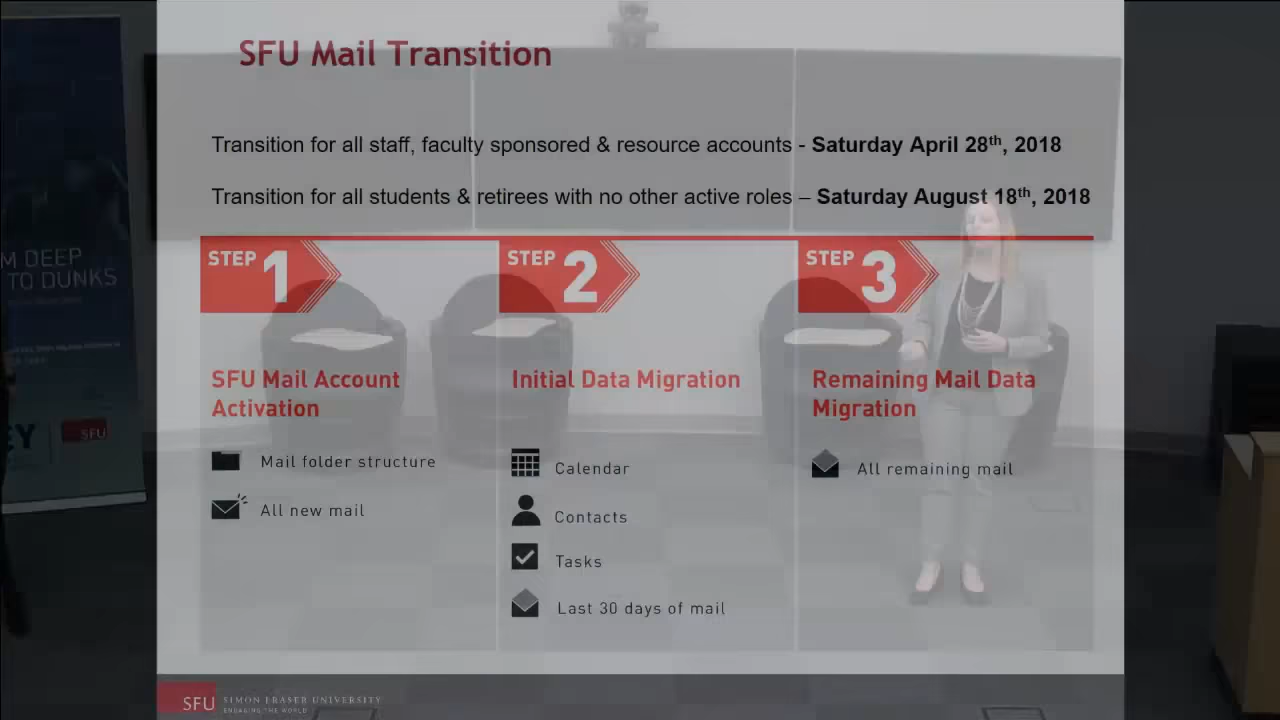 SFU Mail Transition
Transition for all staff, faculty sponsored & resource accounts - Saturday April 28th, 2018
Transition for all students & retirees with no other active roles – Saturday August 18th, 2018
STEP 1
SFU Mail Account
Activation
Mail folder structure
All new mail
STEP 2
Initial Data Migration
Calendar
Contacts
Tasks
Last 30 days of mail
STEP 3
Remaining Mail Data
Migration
All remaining mail
M DEEP
TO DUNKS
EY
SFU
SFU SIMON FRASER UNIVERSITY
ENGAGING THE WORLD